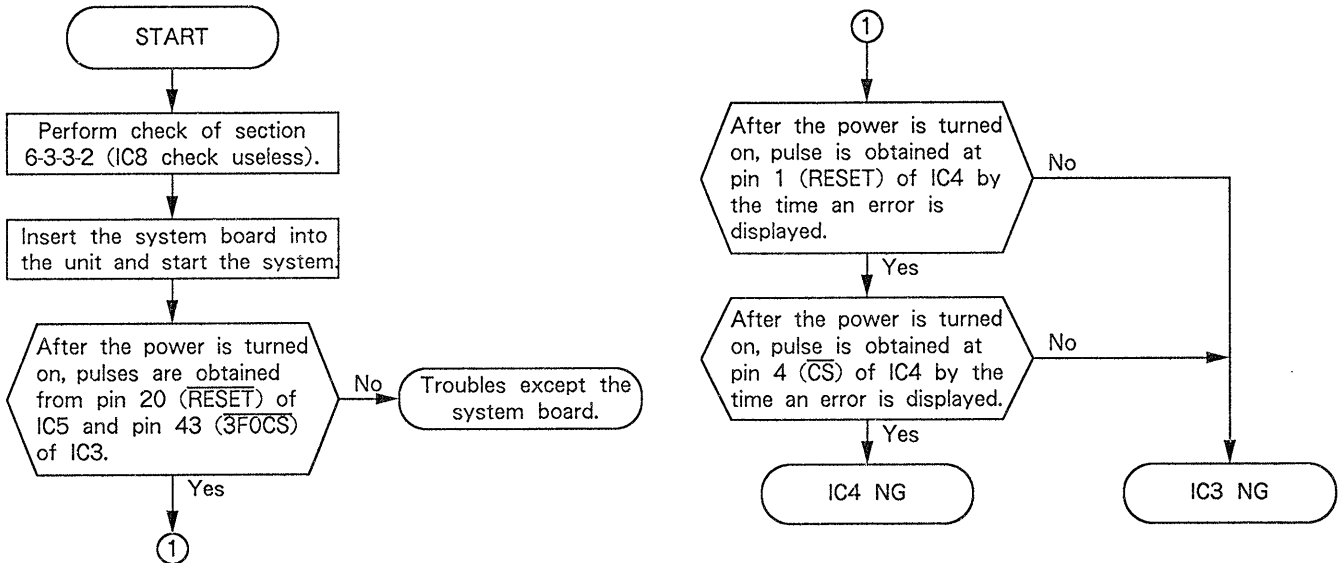 START
Perform check of section
6-3-3-2 (IC8 check useless).
Insert the system board into
the unit and start the system.
After the power is turned
on, pulses are obtained
from pin 20 (RESET) of
IC5 and pin 43 (3F0CS)
of IC3.
No
Troubles except the
system board.
Yes
1
1
After the power is turned
on, pulse is obtained at
pin 1 (RESET) of IC4 by
the time an error is
displayed.
No
Yes
After the power is turned
on, pulse is obtained at
pin 4 (CS) of IC4 by the
time an error is displayed.
No
Yes
IC4 NG
IC3 NG